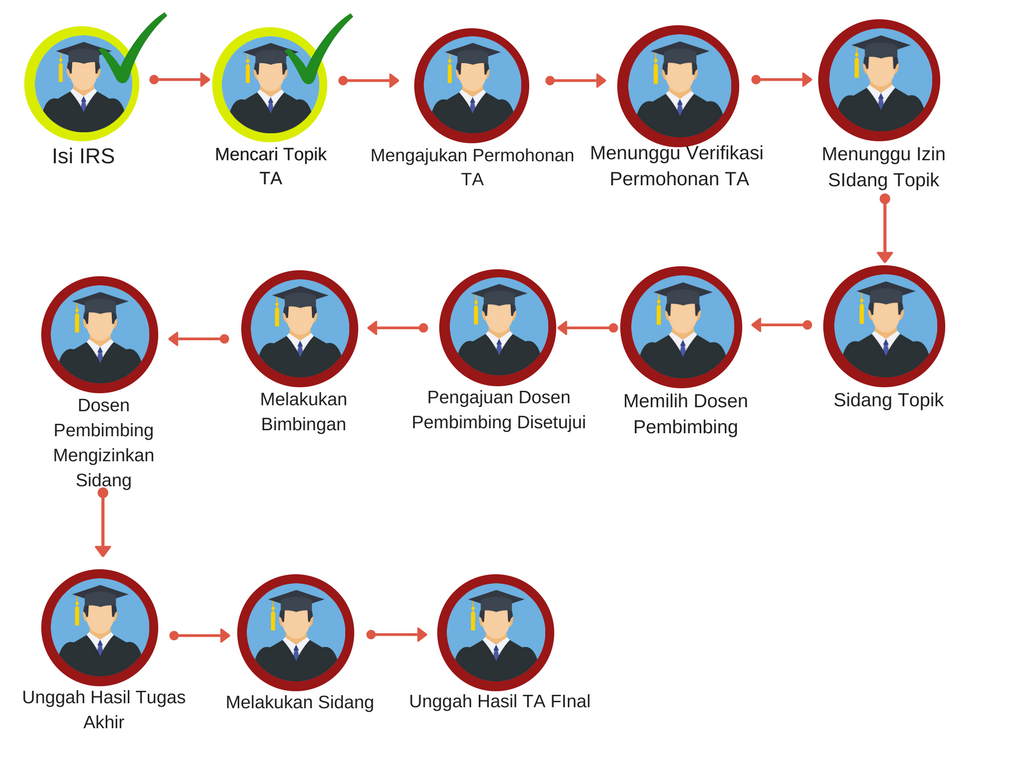 Isi IRS
Mencari Topik
TA
Mengajukan Permohonan
TA
Menunggu Verifikasi
Permohonan TA
Menunggu Izin
SIdang Topik
Sidang Topik
Memilih Dosen
Pembimbing
Pengajuan Dosen
Pembimbing Disetujui
Melakukan
Bimbingan
Dosen
Pembimbing
Mengizinkan
Sidang
Unggah Hasil Tugas
Akhir
Melakukan Sidang
Unggah Hasil TA FInal